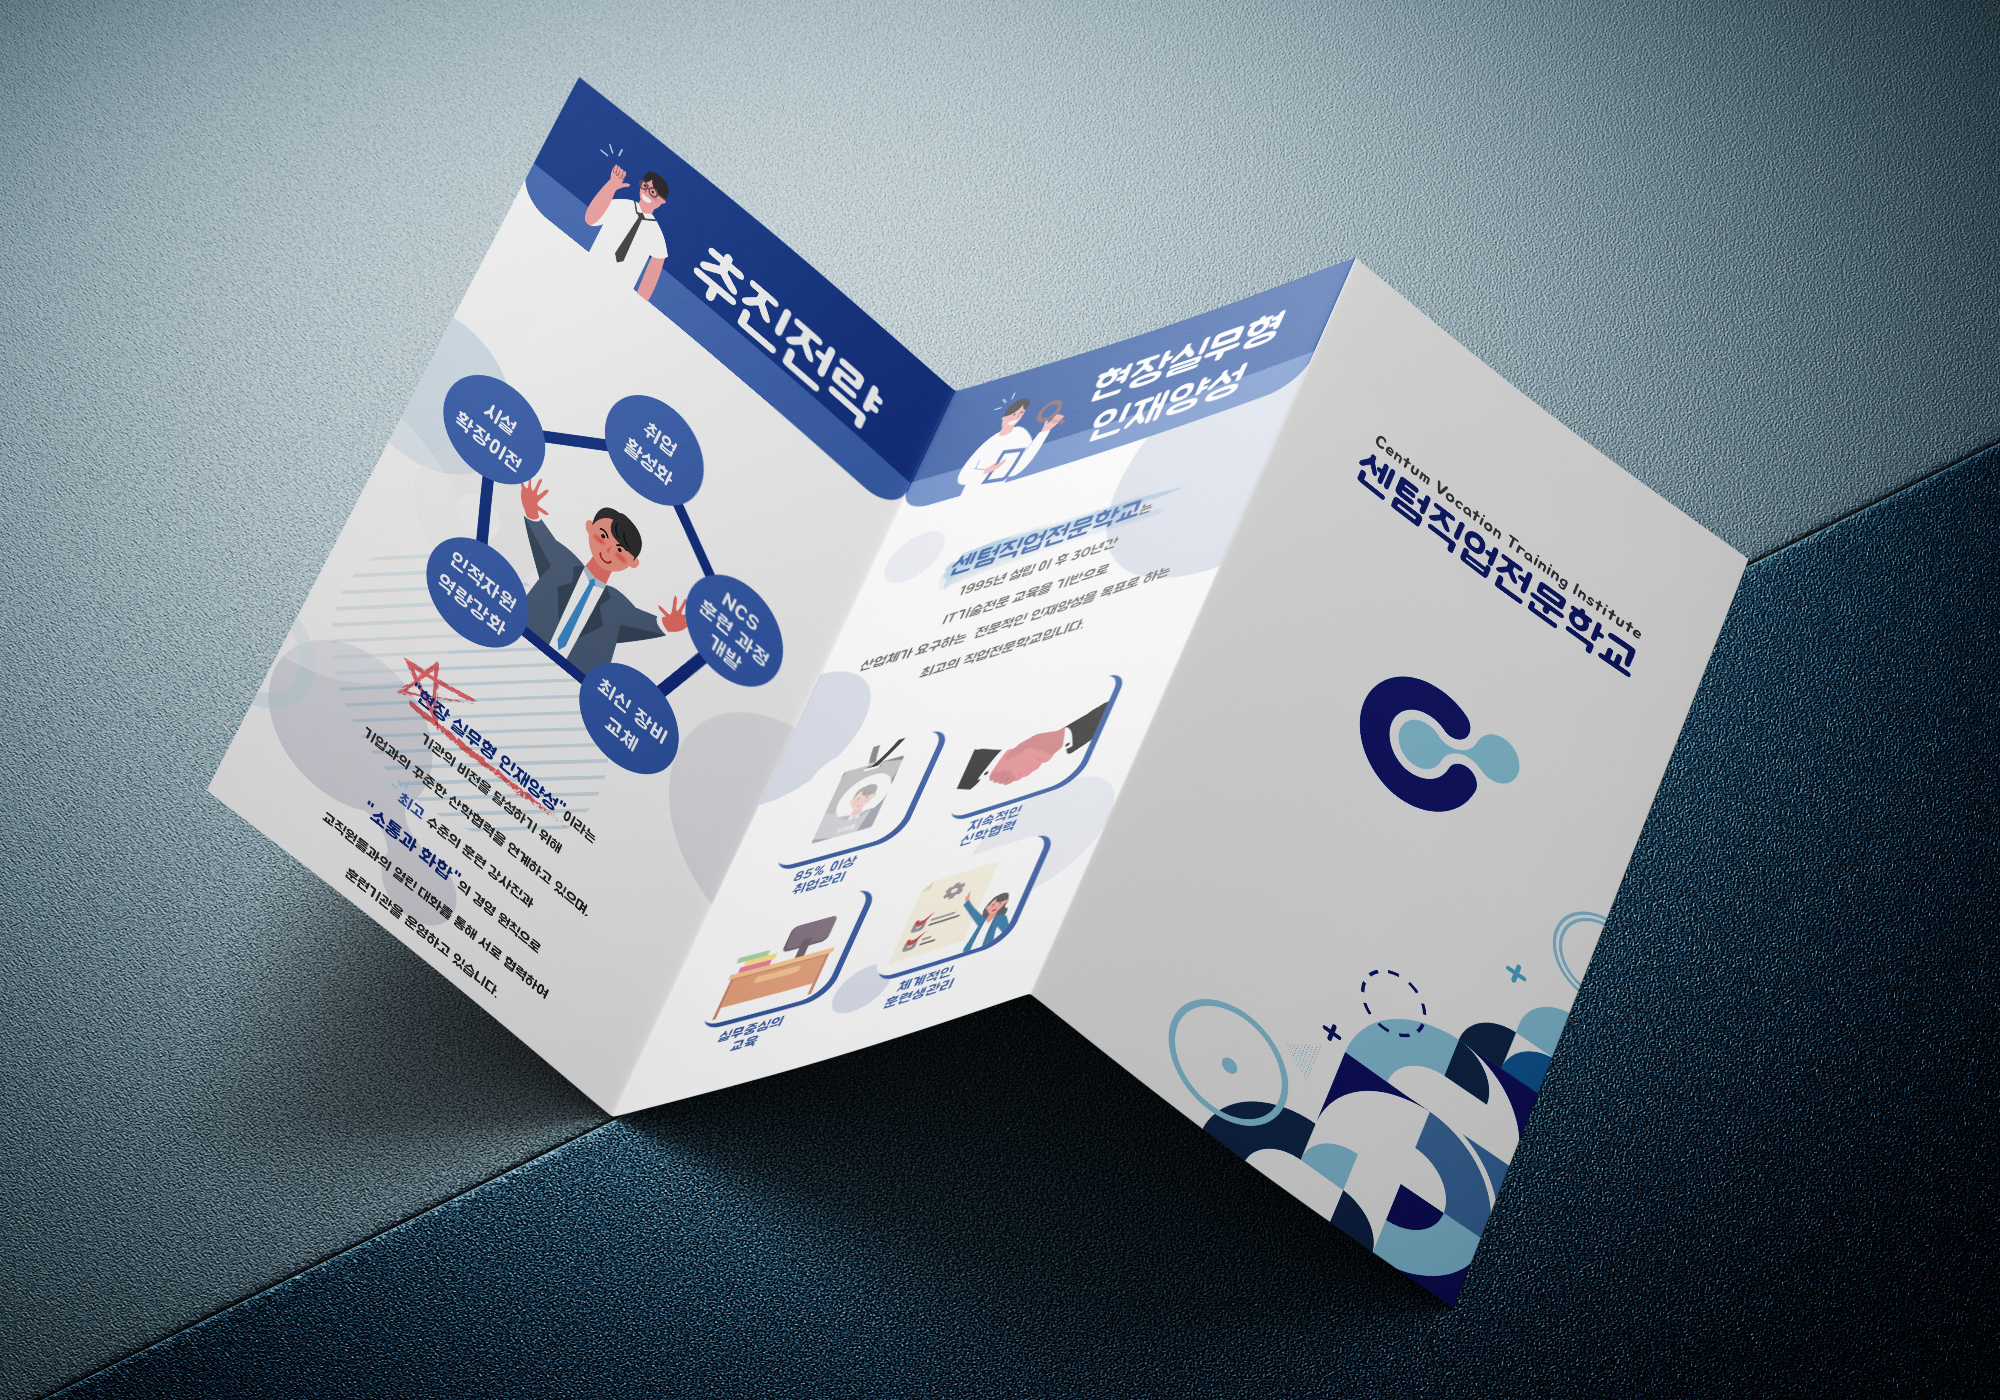 추진전략
시설
확장이전
취업
활성화
인적자원
역량강화
NCS
훈련 과정
개발
최신 장비
교체
"현장 실무형 인재양성" 이라는
기관의 비전을 달성하기 위해
기업과의 꾸준한 산학협력을 연계하고 있으며,
최고 수준의 훈련 강사진과
"소통과 화합"의 경영 원칙으로
교직원들과의 열린 대화를 통해 서로 협력하여
훈련기관을 운영하고 있습니다.
현장실무형
인재양성
센텀직업전문학교는
1995년 설립 이 후 30년간
IT기술전문 교육을 기반으로
산업체가 요구하는 전문적인 인재양성을 목표로 하는
최고의 직업전문학교입니다.
85% 이상
취업관리
지속적인
산학협력
실무중심의
교육
체계적인
훈련생관리
Centum Vocation Training Institute
센텀직업전문학교